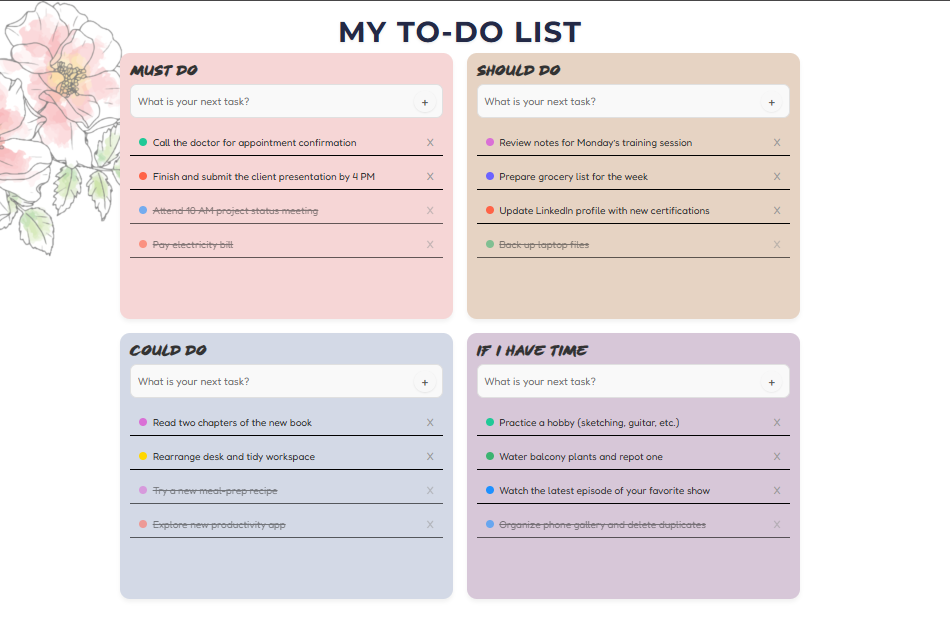 MY TO-DO LIST
MUST DO
What is your next task? +
Call the doctor for appointment confirmation X
Finish and submit the client presentation by 4 PM X
Attend 10 AM project status meeting X
Pay electricity bill X
SHOULD DO
What is your next task? +
Review notes for Monday's training session X
Prepare grocery list for the week X
Update LinkedIn profile with new certifications X
Back up laptop files X
COULD DO
What is your next task? +
Read two chapters of the new book X
Rearrange desk and tidy workspace X
Try a new meal-prep recipe X
Explore new productivity app X
IF I HAVE TIME
What is your next task? +
Practice a hobby (sketching, guitar, etc.) X
Water balcony plants and repot one X
Watch the latest episode of your favorite show X
Organize phone gallery and delete duplicates X